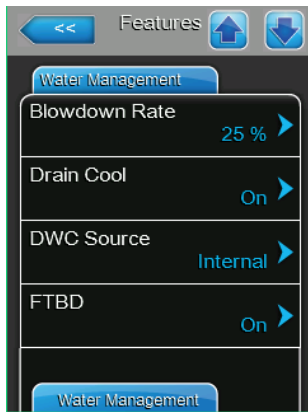 << Features
Water Management
Blowdown Rate
25 %
Drain Cool
On
DWC Source
Internal
FTBD
On
Water Management